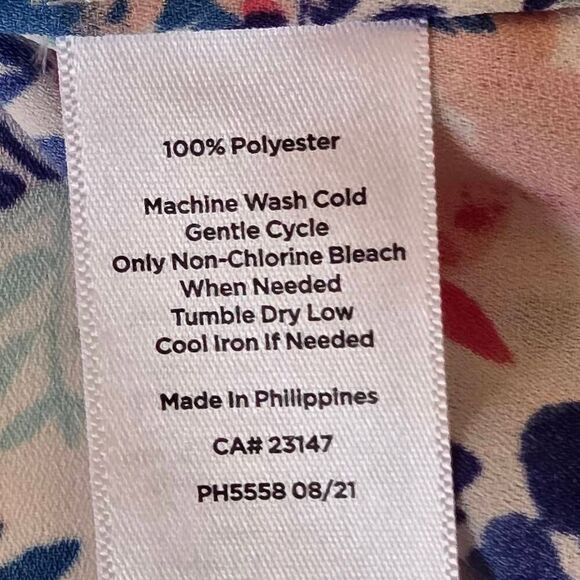 100% Polyester
Machine Wash Cold
Gentle Cycle
Only Non-Chlorine Bleach
When Needed
Tumble Dry Low
Cool Iron If Needed
Made In Philippines
CA# 23147
PH5558 08/21